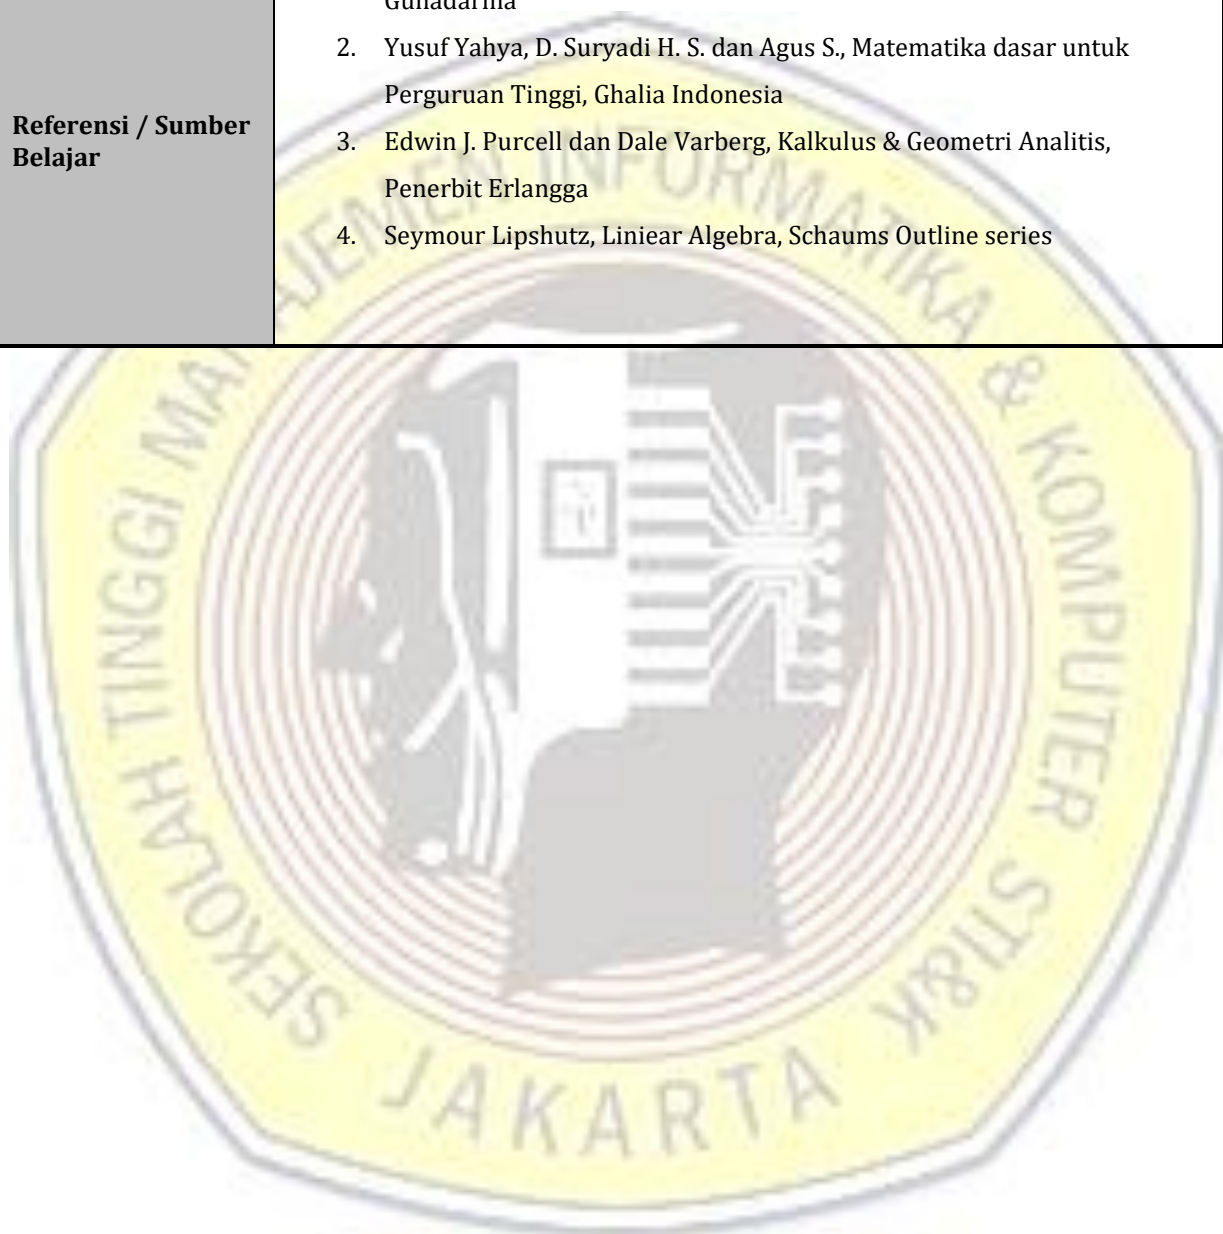 Gunadarma
2. Yusuf Yahya, D. Suryadi H. S. dan Agus S., Matematika dasar untuk
Perguruan Tinggi, Ghalia Indonesia
Referensi / Sumber
Belajar
3. Edwin J. Purcell dan Dale Varberg, Kalkulus & Geometri Analitis,
Penerbit Erlangga
4. Seymour Lipshutz, Liniear Algebra, Schaums Outline series
SEKOLAH TINGGI MANAJEMEN INFORMATIKA & KOMPUTER STI&K
JAKARTA